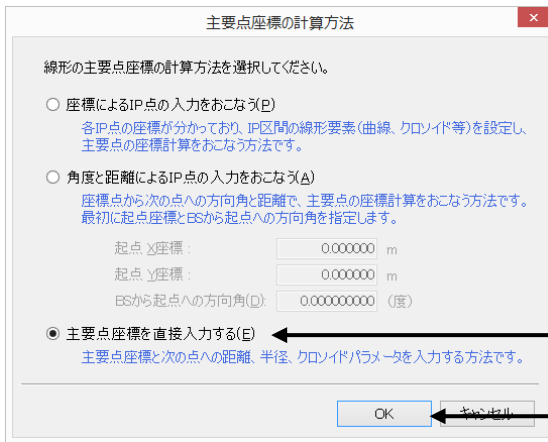 主要点座標の計算方法
線形の主要点座標の計算方法を選択してください。
座標によるIP点の入力をおこなう(P)
各IP点の座標が分かっており、IP区間の線形要素(曲線、クロソイド等)を設定し、
主要点の座標計算をおこなう方法です。
角度と距離によるIP点の入力をおこなう(A)
座標点から次の点への方向角と距離で、主要点の座標計算をおこなう方法です。
最初に起点座標とBSから起点への方向角を指定します。
起点 X座標: 0.000000 m
起点 Y座標: 0.000000 m
BSから起点への方向角(D): 0.000000000 (度)
主要点座標を直接入力する(E)
主要点座標と次の点への距離、半径、クロソイドパラメータを入力する方法です。
OK キャンセル